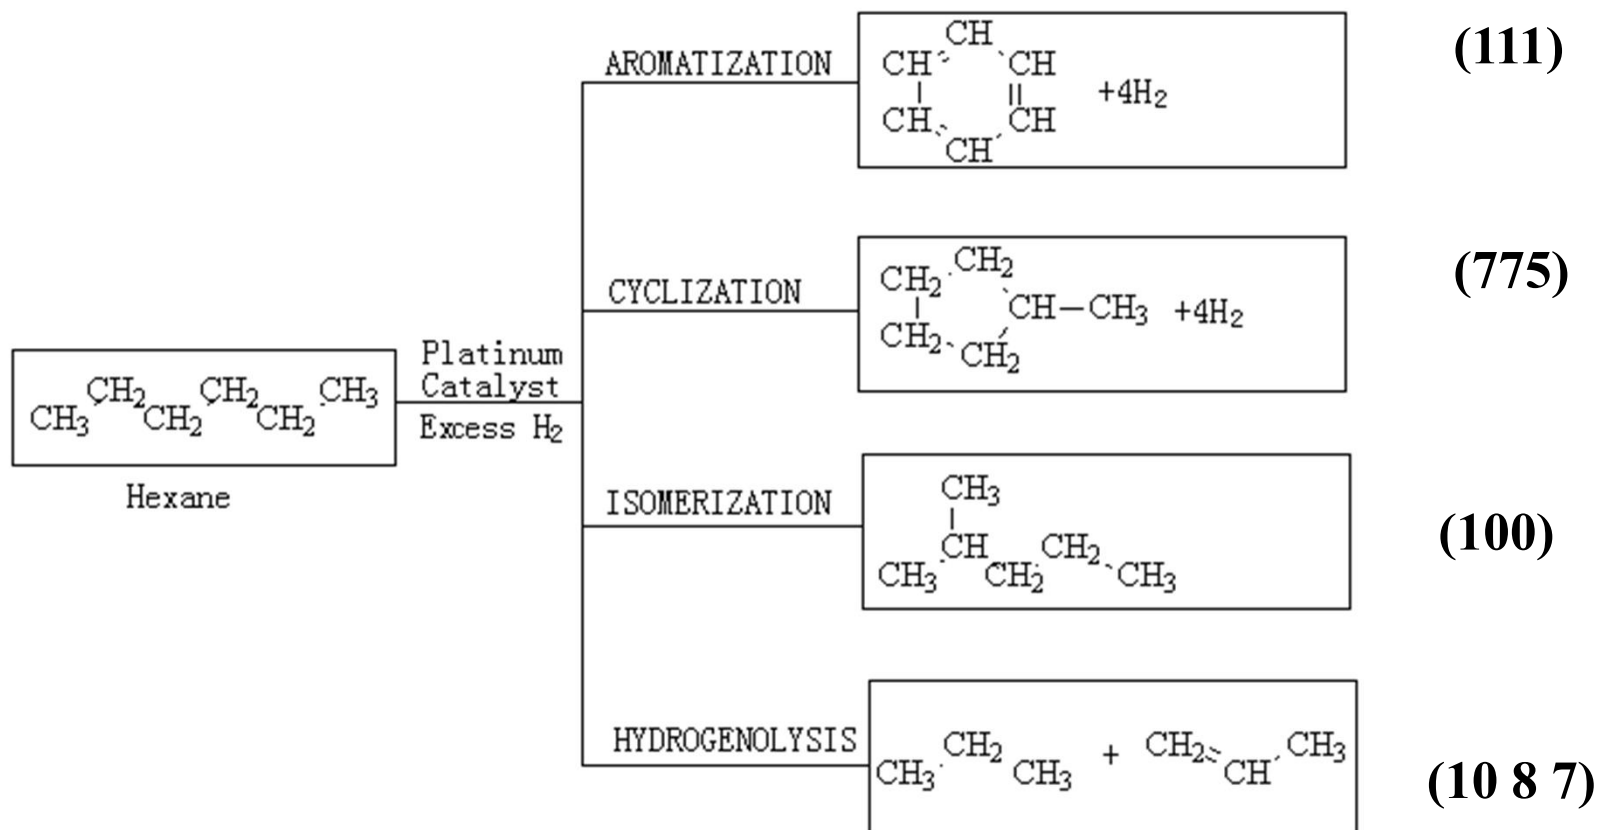 AROMATIZATION
CH
CH CH
CH CH
CH
+4H₂
(111)
CYCLIZATION
CH₂
CH₂
CH—CH₃ +4H₂
CH₂
CH₂
(775)
Platinum
Catalyst
Excess H₂
CH₂ CH₂ CH₃
CH₃ CH₂ CH₂
Hexane
ISOMERIZATION
CH₃
CH CH₂
CH₃ CH₂ CH₃
(100)
HYDROGENOLYSIS
CH₂ + CH₂ CH₃
CH₃ CH₃ CH
(10 8 7)